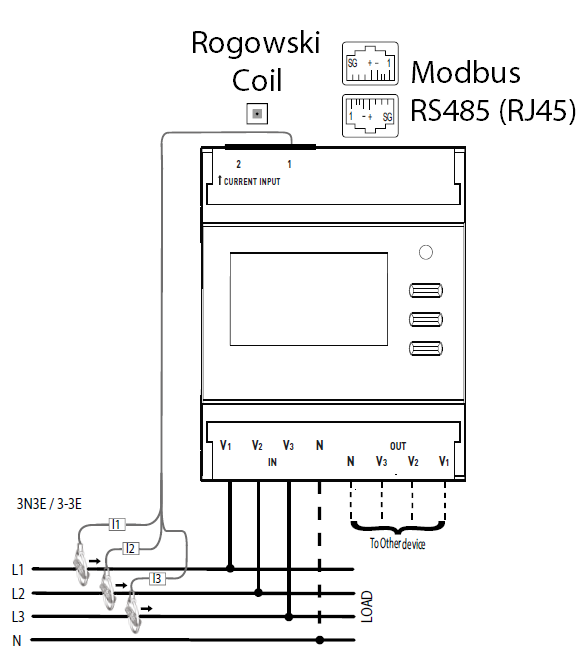 Rogowski
Coil
SG + - 1
Modbus
1 - + SG
RS485 (RJ45)
2 1
↑ CURRENT INPUT
V1 V2 V3 N
IN
OUT
N V3 V2 V1
To Other device
3N3E / 3-3E
I1
I2
I3
L1
L2
L3
N
LOAD